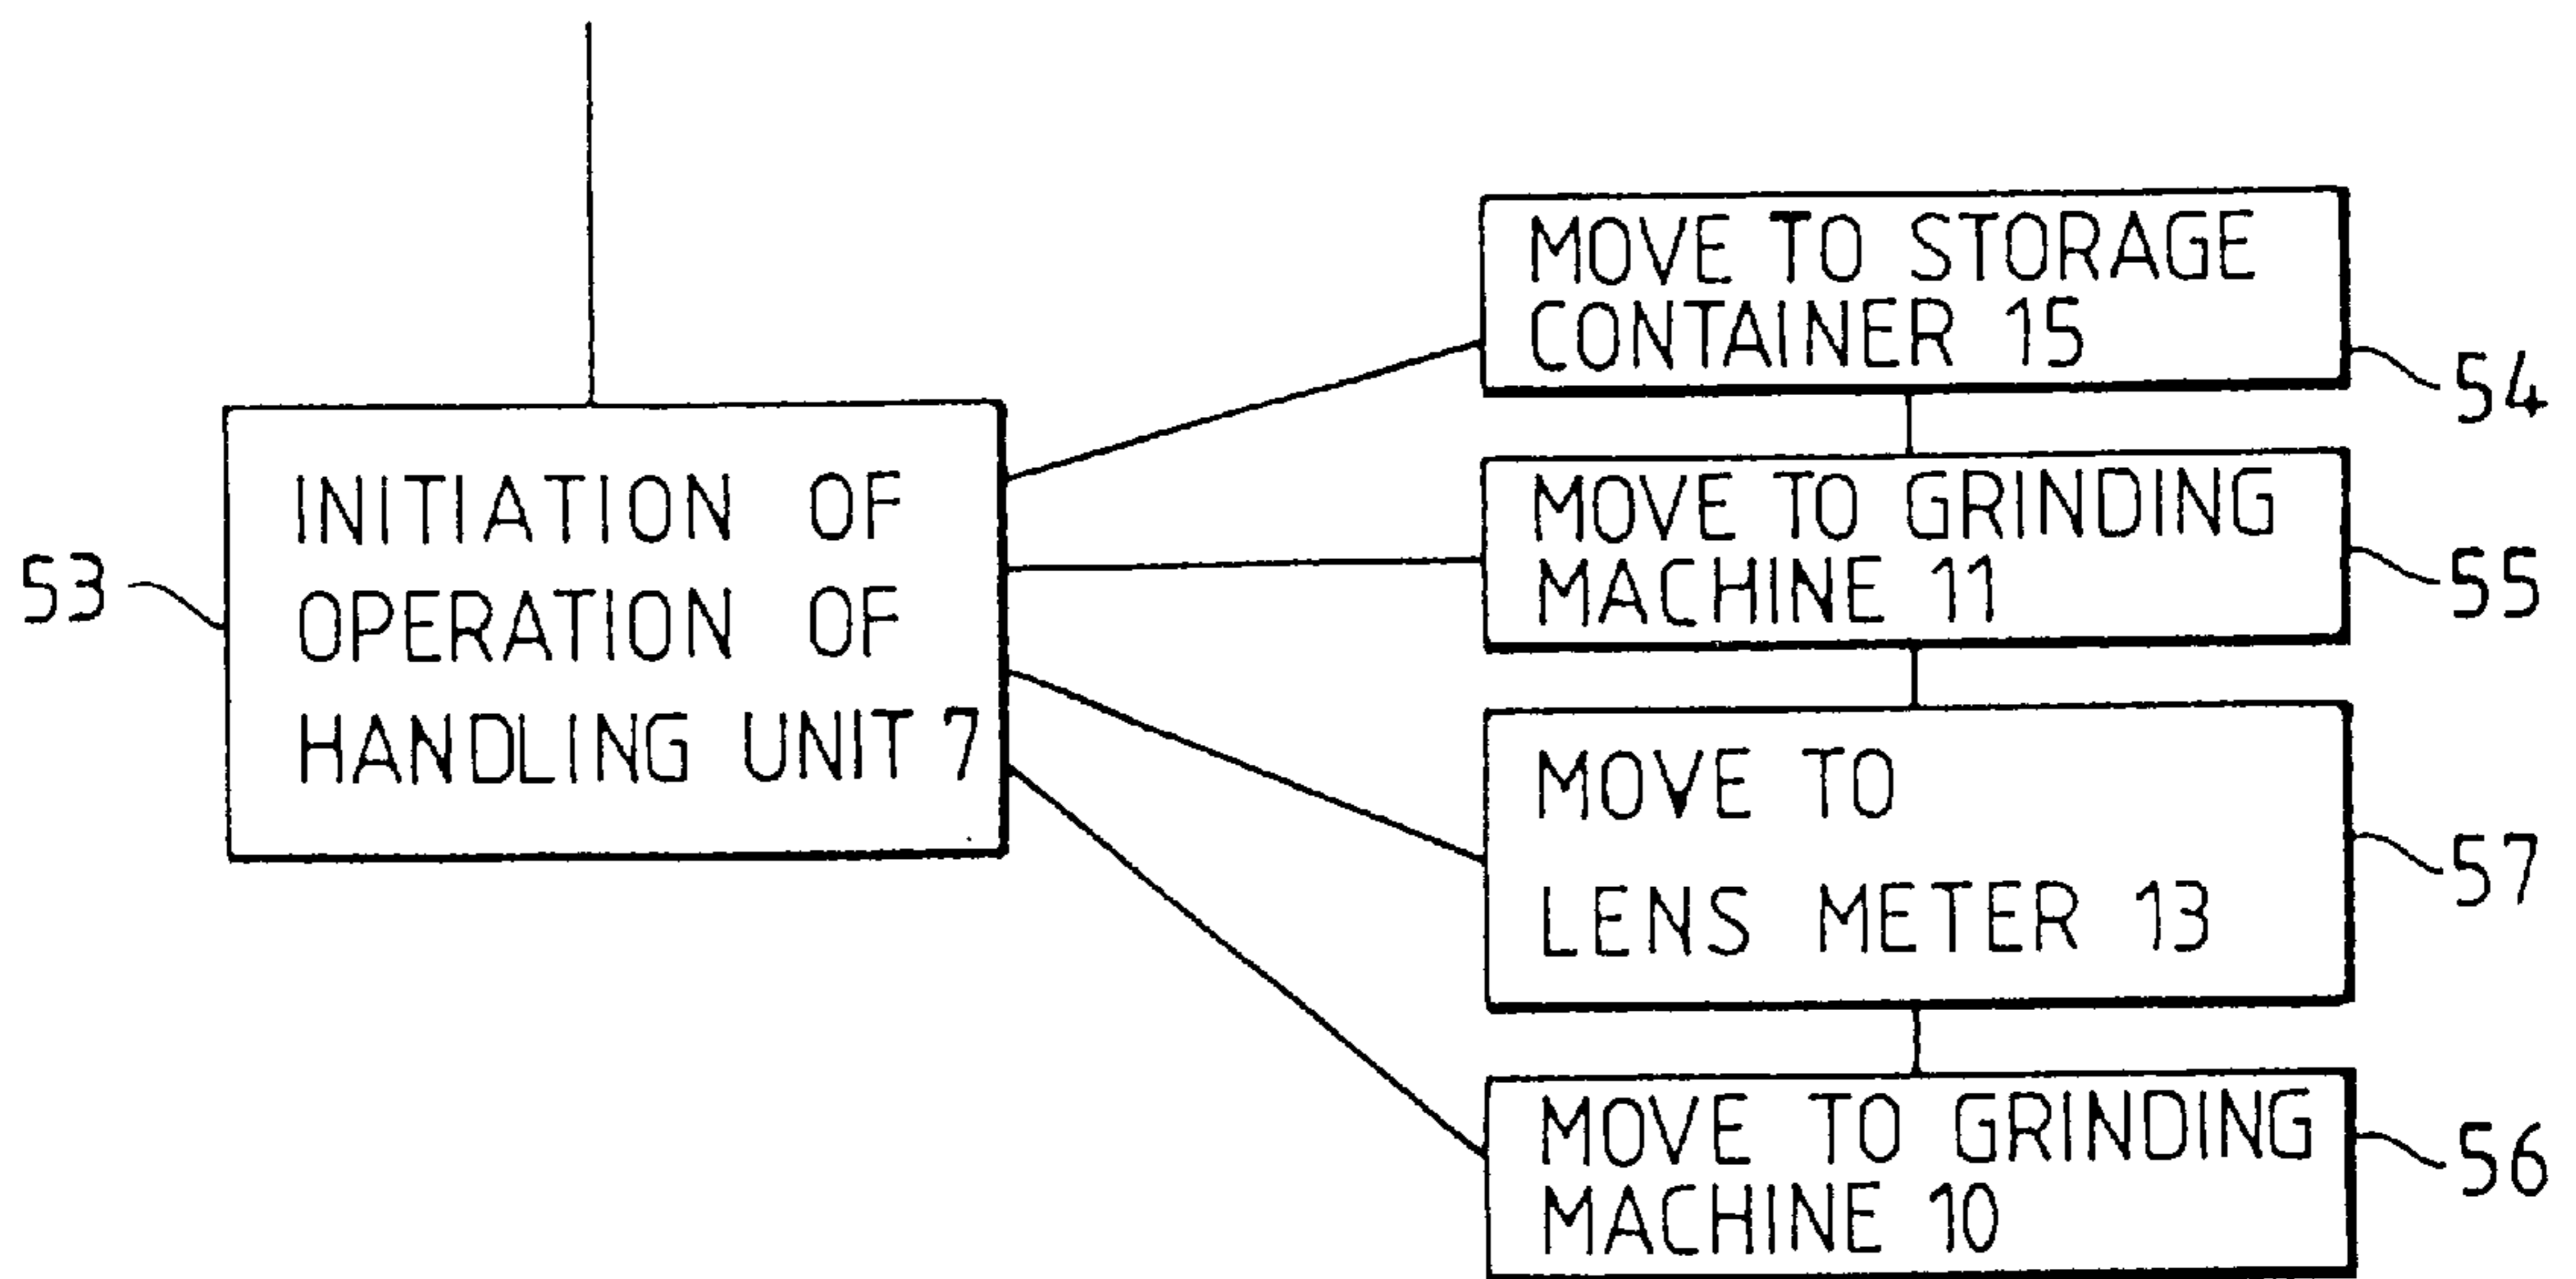 53
INITIATION OF
OPERATION OF
HANDLING UNIT 7
MOVE TO STORAGE
CONTAINER 15
54
MOVE TO GRINDING
MACHINE 11
55
MOVE TO
LENS METER 13
57
MOVE TO GRINDING
MACHINE 10
56